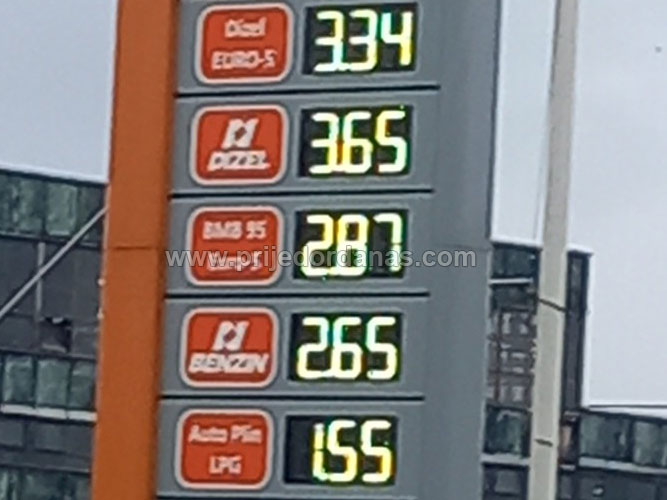 Dizel
EURO-5
3.34
DIZEL
3.65
BMB 95
2.87
www.prijedordanas.com
BENZIN
2.65
Auto Plin
LPG
1.55